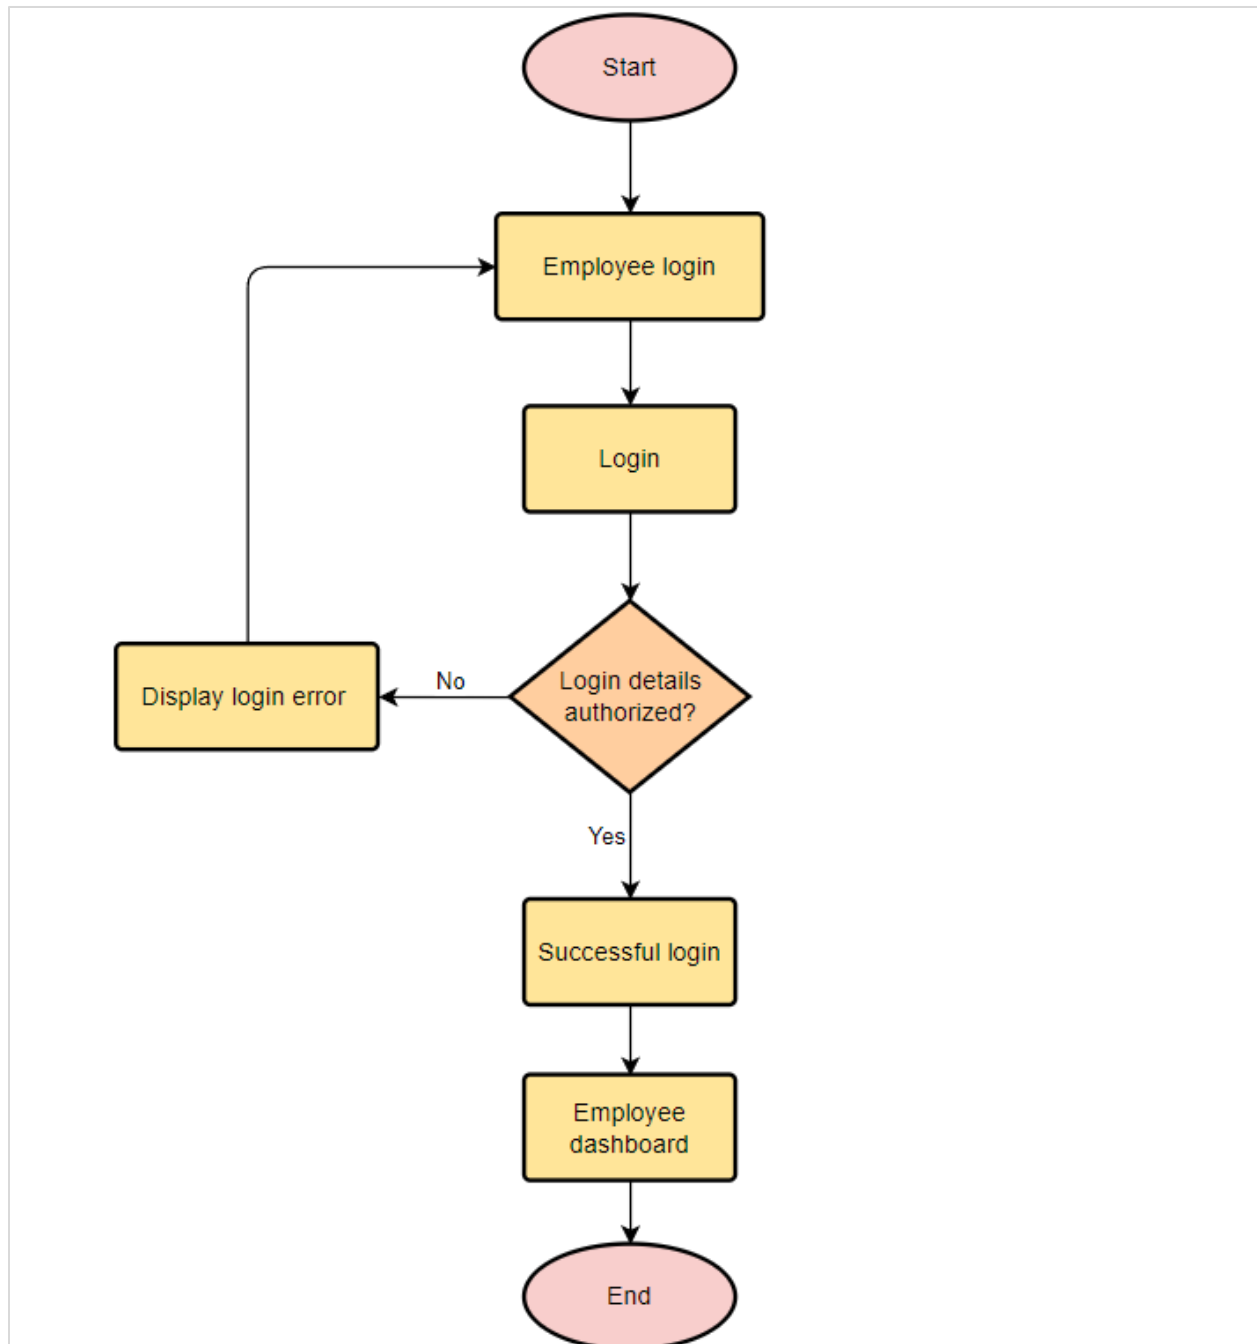 Start
Employee login
Login
Login details
authorized?
No
Display login error
Yes
Successful login
Employee
dashboard
End